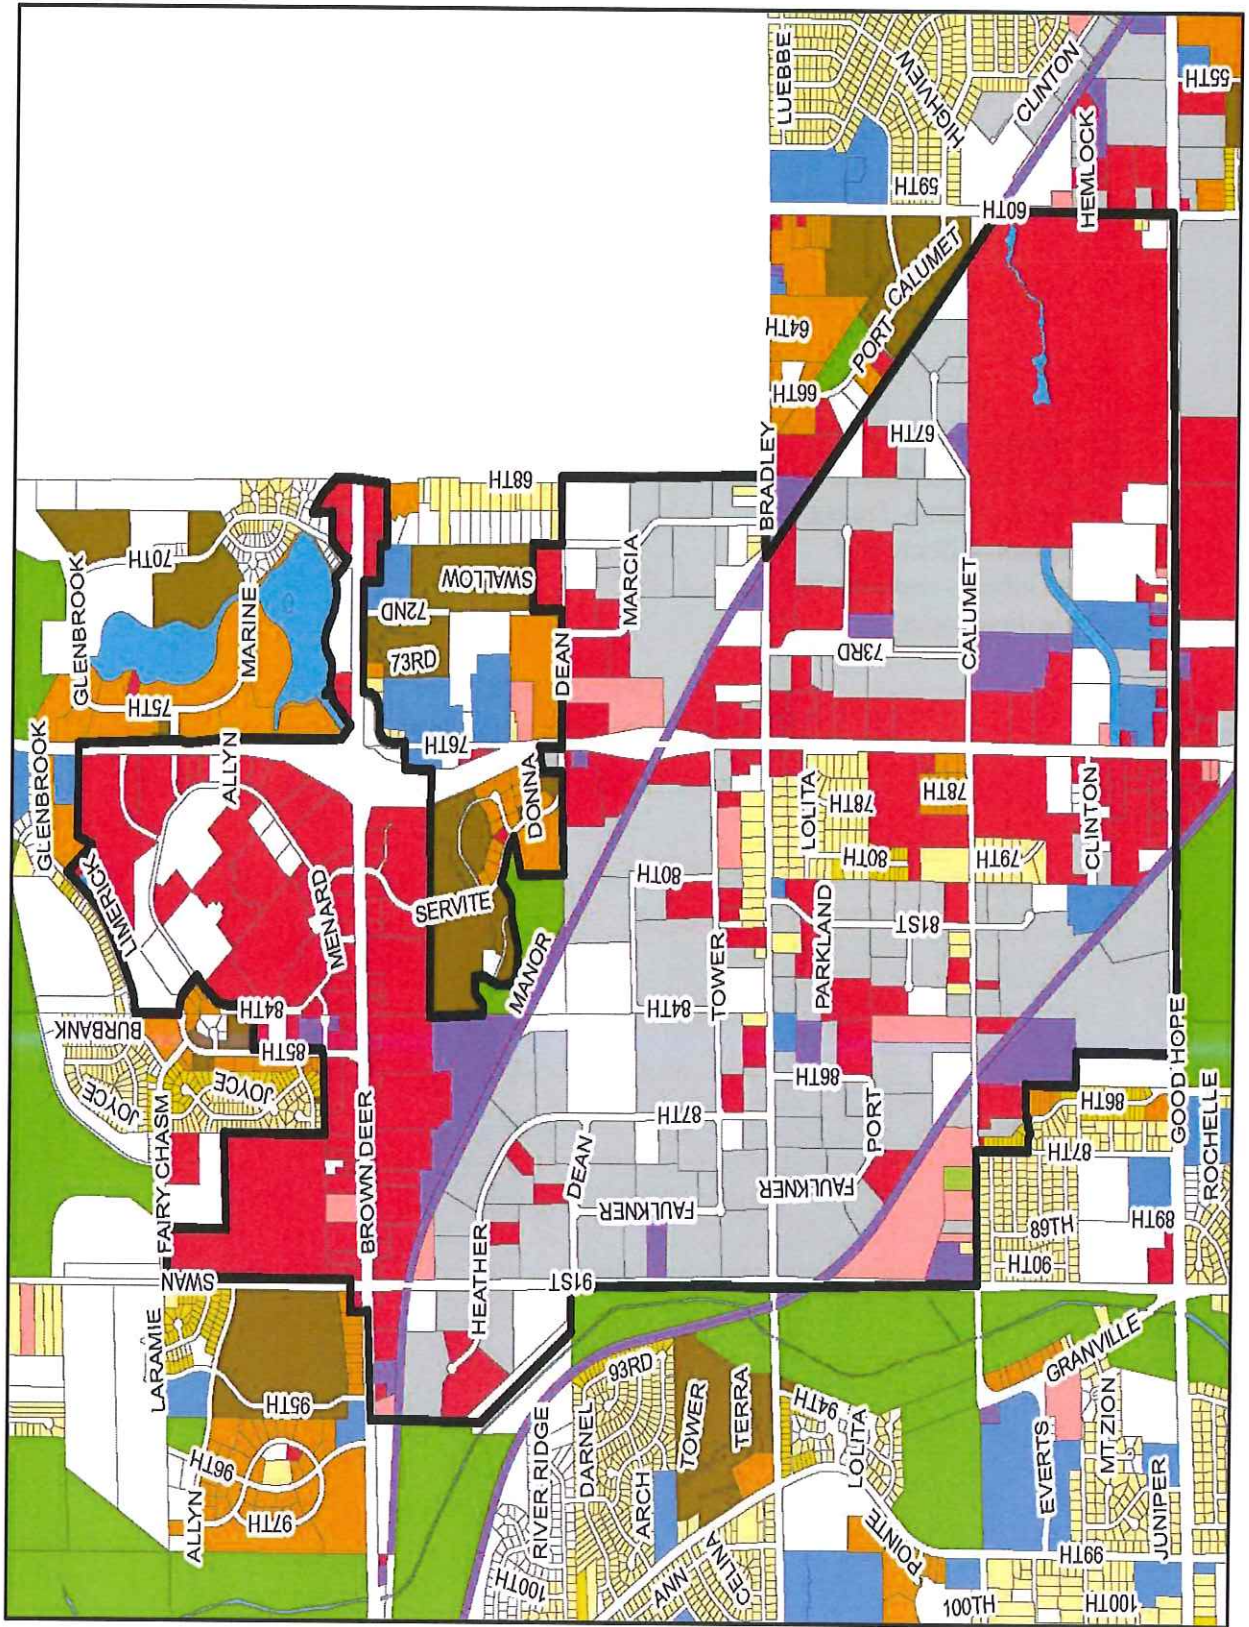 LUEBBE
HIGHVIEW
CLINTON
55TH
59TH
HEMLOCK
60TH
CALUMET
PORT
64TH
66TH
67TH
BRADLEY
68TH
70TH
GLENBROOK
MARINE
75TH
SWALLOW
72ND
73RD
MARCIA
DEAN
73RD
CALUMET
76TH
GLENBROOK
ALLYN
DONNA
LOLITA
78TH
78TH
80TH
79TH
CLINTON
LIMERICK
MENARD
SERVITE
80TH
MANOR
TOWER
PARKLAND
81ST
84TH
84TH
BURBANK
85TH
JOYCE
JOYCE
86TH
PORT
GOOD HOPE
86TH
87TH
87TH
ROCHELLE
FAIRY CHASM
BROWN DEER
DEAN
FAULKNER
FAULKNER
89TH
89TH
90TH
SWAN
HEATHER
91ST
LARAMIE
95TH
93RD
GRANVILLE
96TH
94TH
LOLITA
RIVER RIDGE
DARNEL
TOWER
TERRA
EVERTS
MT ZION
ALLYN
97TH
ARCH
POINTE
99TH
JUNIPER
100TH
ANN
CELINA
100TH
100TH